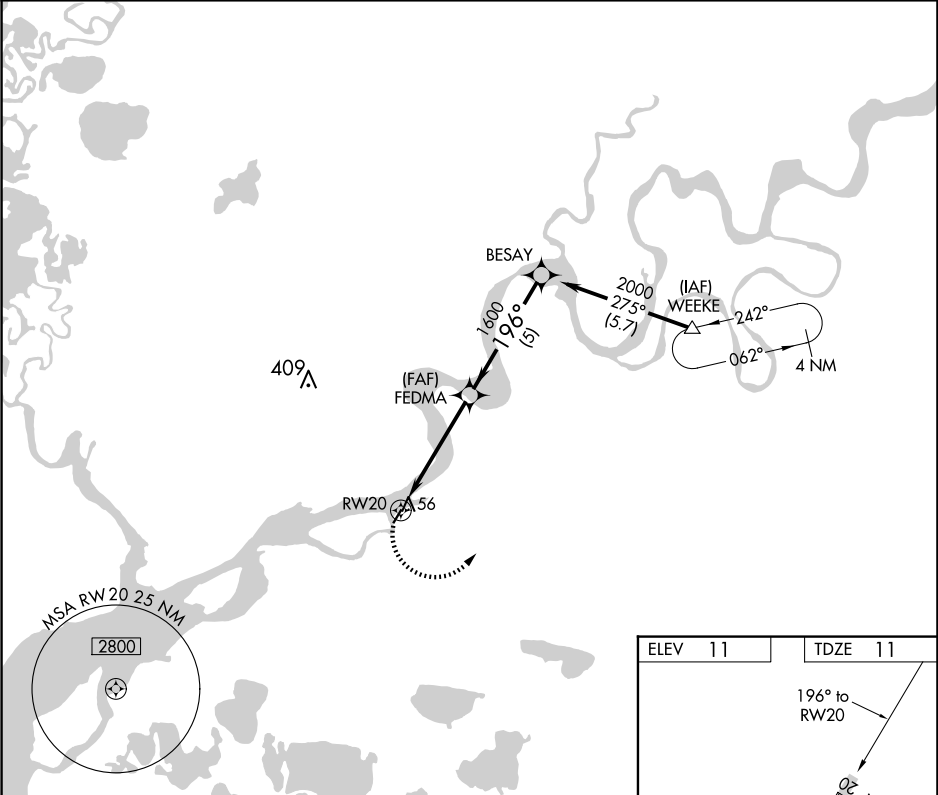 BESAY
2000
275°
(5.7)
(IAF)
WEEKE
242°
062°
4 NM
1600
196°
(5)
409
(FAF)
FEDMA
RW20
56
MSA RW20 25 NM
2800
ELEV 11
TDZE 11
196° to
RW20
20